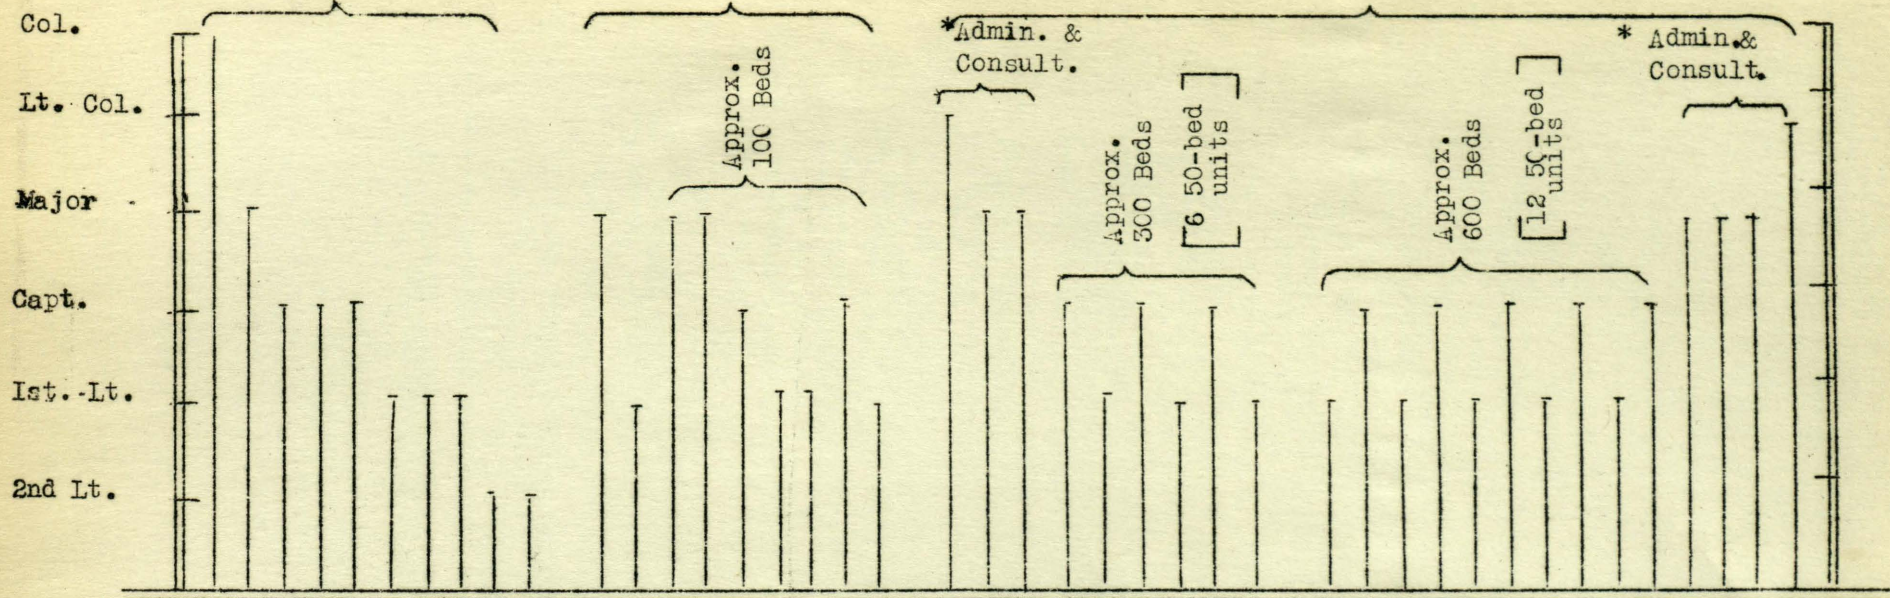 Col.
Lt. Col.
Major
Capt.
Ist. Lt.
2nd Lt.
Approx.
100 Beds
*Admin. &
Consult.
Approx.
300 Beds
[6 50-bed]
units
Approx.
600 Beds
[12 50-bed]
units
* Admin.&
Consult.